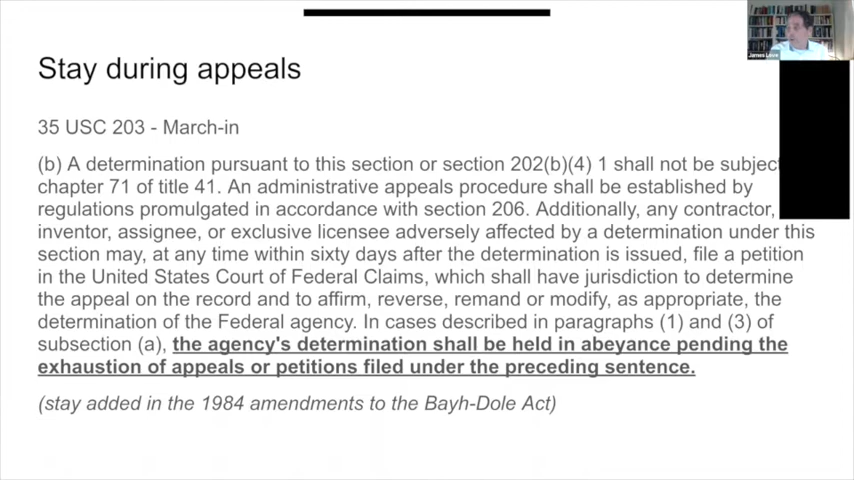 Stay during appeals
James Love
35 USC 203 - March-in
(b) A determination pursuant to this section or section 202(b)(4) 1 shall not be subject
chapter 71 of title 41. An administrative appeals procedure shall be established by
regulations promulgated in accordance with section 206. Additionally, any contractor,
inventor, assignee, or exclusive licensee adversely affected by a determination under this
section may, at any time within sixty days after the determination is issued, file a petition
in the United States Court of Federal Claims, which shall have jurisdiction to determine
the appeal on the record and to affirm, reverse, remand or modify, as appropriate, the
determination of the Federal agency. In cases described in paragraphs (1) and (3) of
subsection (a), the agency's determination shall be held in abeyance pending the
exhaustion of appeals or petitions filed under the preceding sentence.
(stay added in the 1984 amendments to the Bayh-Dole Act)